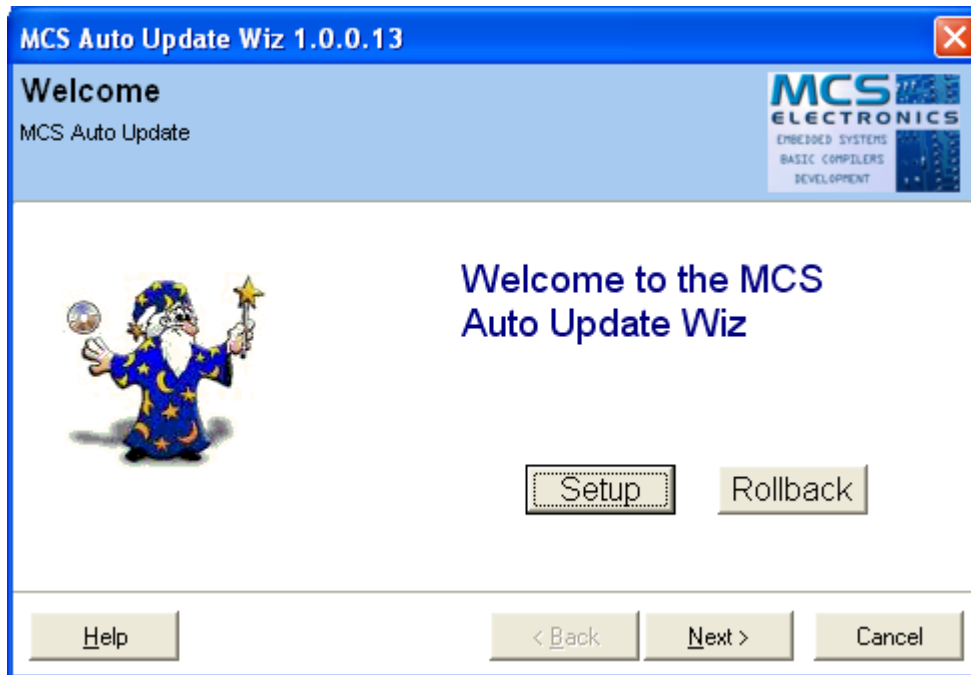 MCS Auto Update Wiz 1.0.0.13
Welcome
MCS Auto Update
MCS
ELECTRONICS
EMBEDDED SYSTEMS
BASIC COMPILERS
DEVELOPMENT
Welcome to the MCS
Auto Update Wiz
Setup
Rollback
Help
< Back
Next >
Cancel